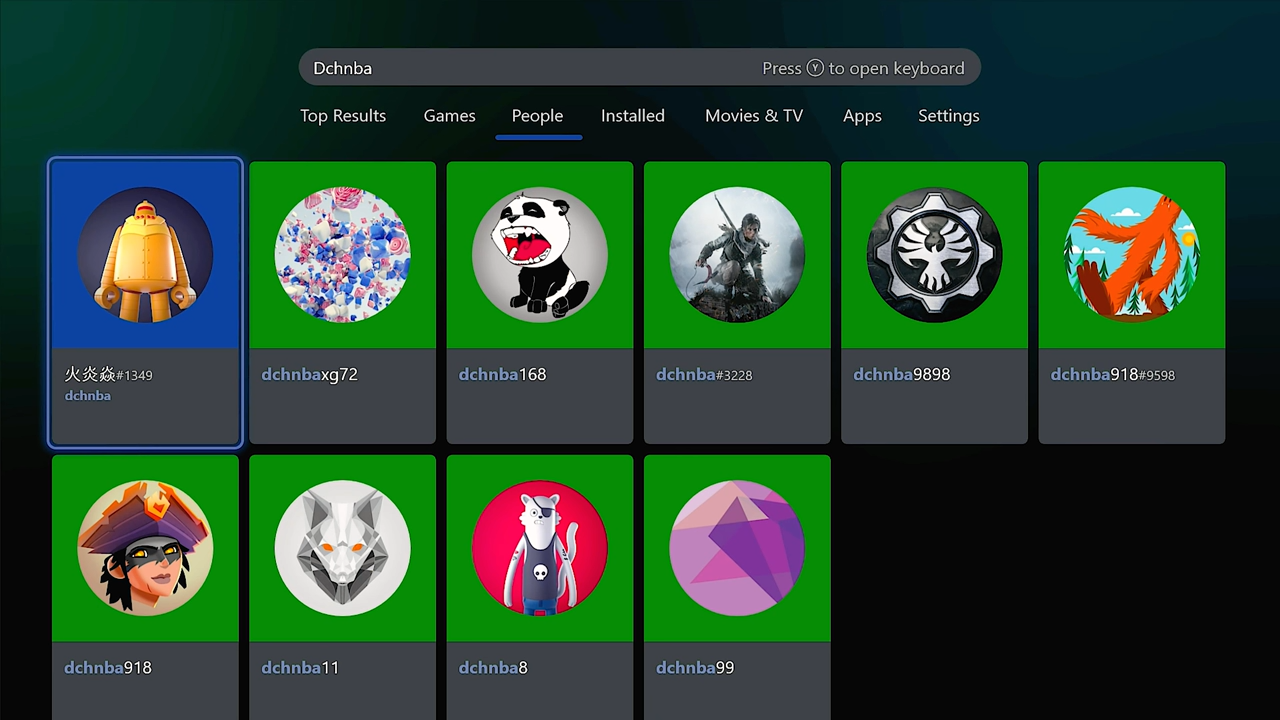 Dchnba
Press Ⓨ to open keyboard
Top Results Games People Installed Movies & TV Apps Settings
火炎焱#1349
dchnba
dchnbaxg72
dchnba168
dchnba#3228
dchnba9898
dchnba918#9598
dchnba918
dchnba11
dchnba8
dchnba99